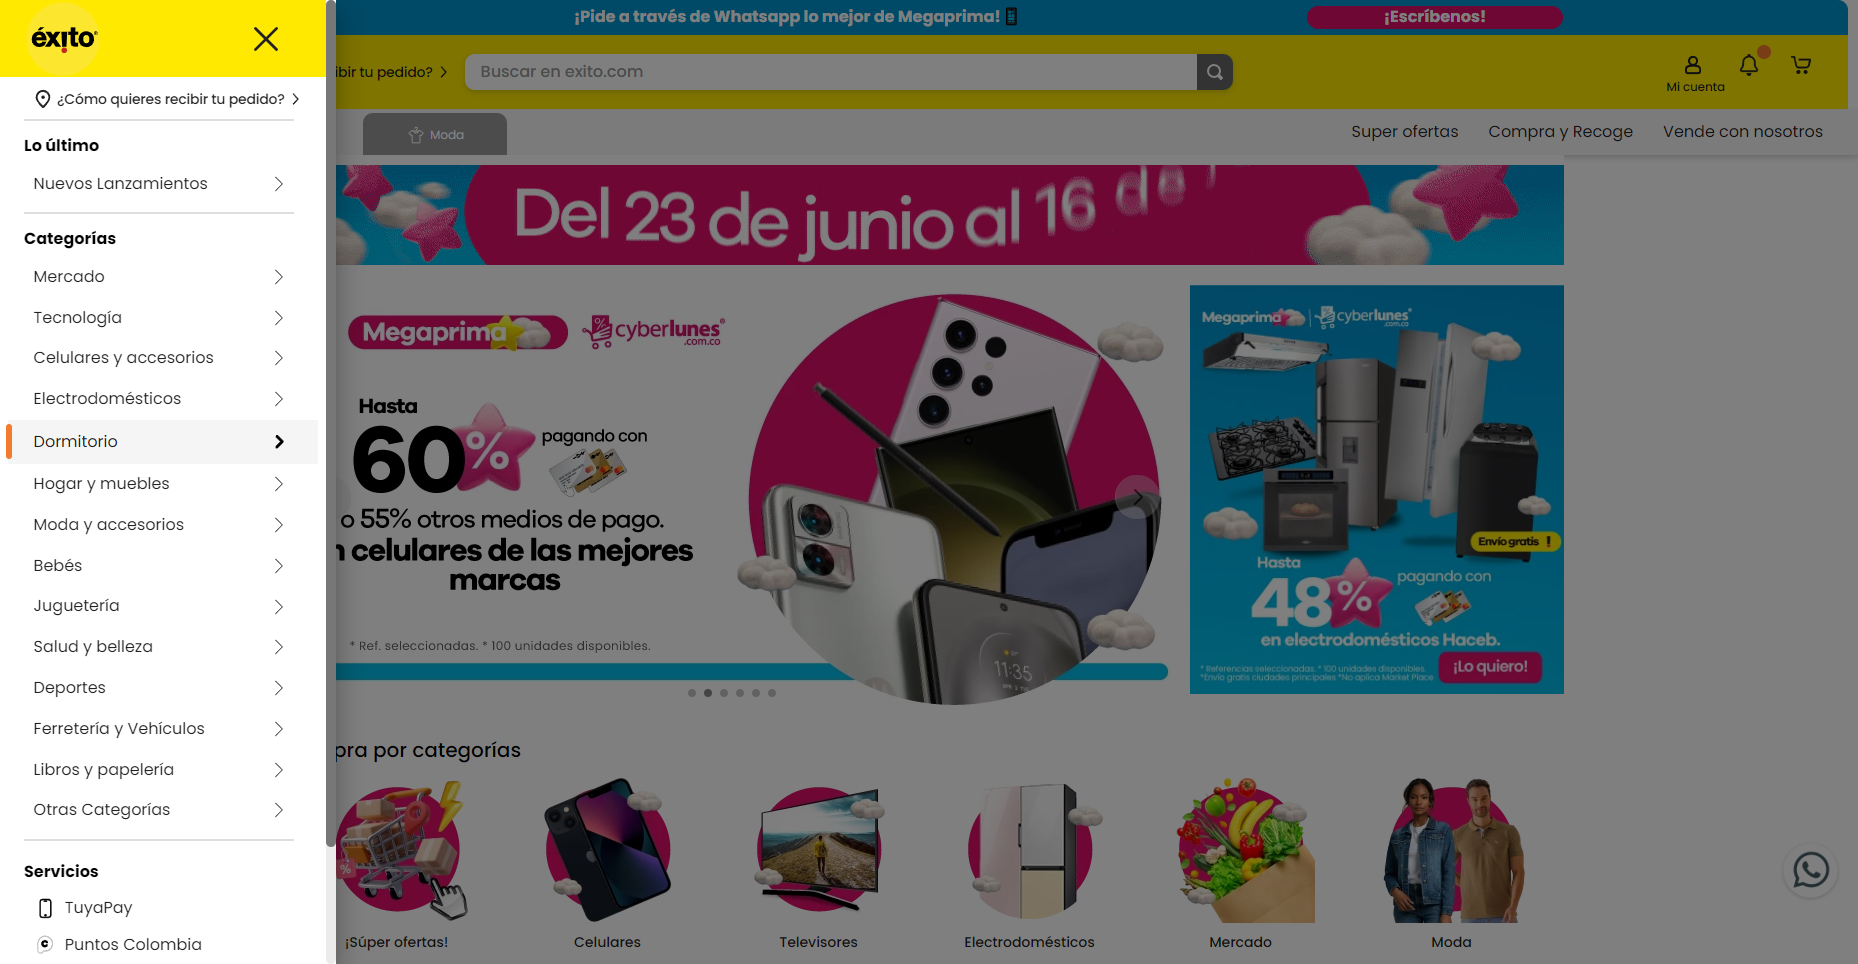 éxito
¿Cómo quieres recibir tu pedido?
Lo último
Nuevos Lanzamientos
Categorías
Mercado
Tecnología
Celulares y accesorios
Electrodomésticos
Dormitorio
Hogar y muebles
Moda y accesorios
Bebés
Juguetería
Salud y belleza
Deportes
Ferretería y Vehículos
Libros y papelería
Otras Categorías
Servicios
TuyaPay
Puntos Colombia
¡Pide a través de Whatsapp lo mejor de Megaprima!
¡Escríbenos!
ibir tu pedido?
Buscar en exito.com
Mi cuenta
Moda
Super ofertas
Compra y Recoge
Vende con nosotros
Del 23 de junio al 16 de
Megaprima
cyberlunes
.com.co
Hasta
60%
pagando con
o 55% otros medios de pago.
n celulares de las mejores
marcas
* Ref. seleccionadas. * 100 unidades disponibles.
11:35
Megaprima
cyberlunes
.com.co
Envío gratis !
Hasta
48%
pagando con
en electrodomésticos Haceb.
* Referencias seleccionadas. * 100 unidades disponibles.
*Envío gratis ciudades principales *No aplica Market Place
¡Lo quiero!
pra por categorías
%
¡Súper ofertas!
Celulares
Televisores
Electrodomésticos
Mercado
Moda